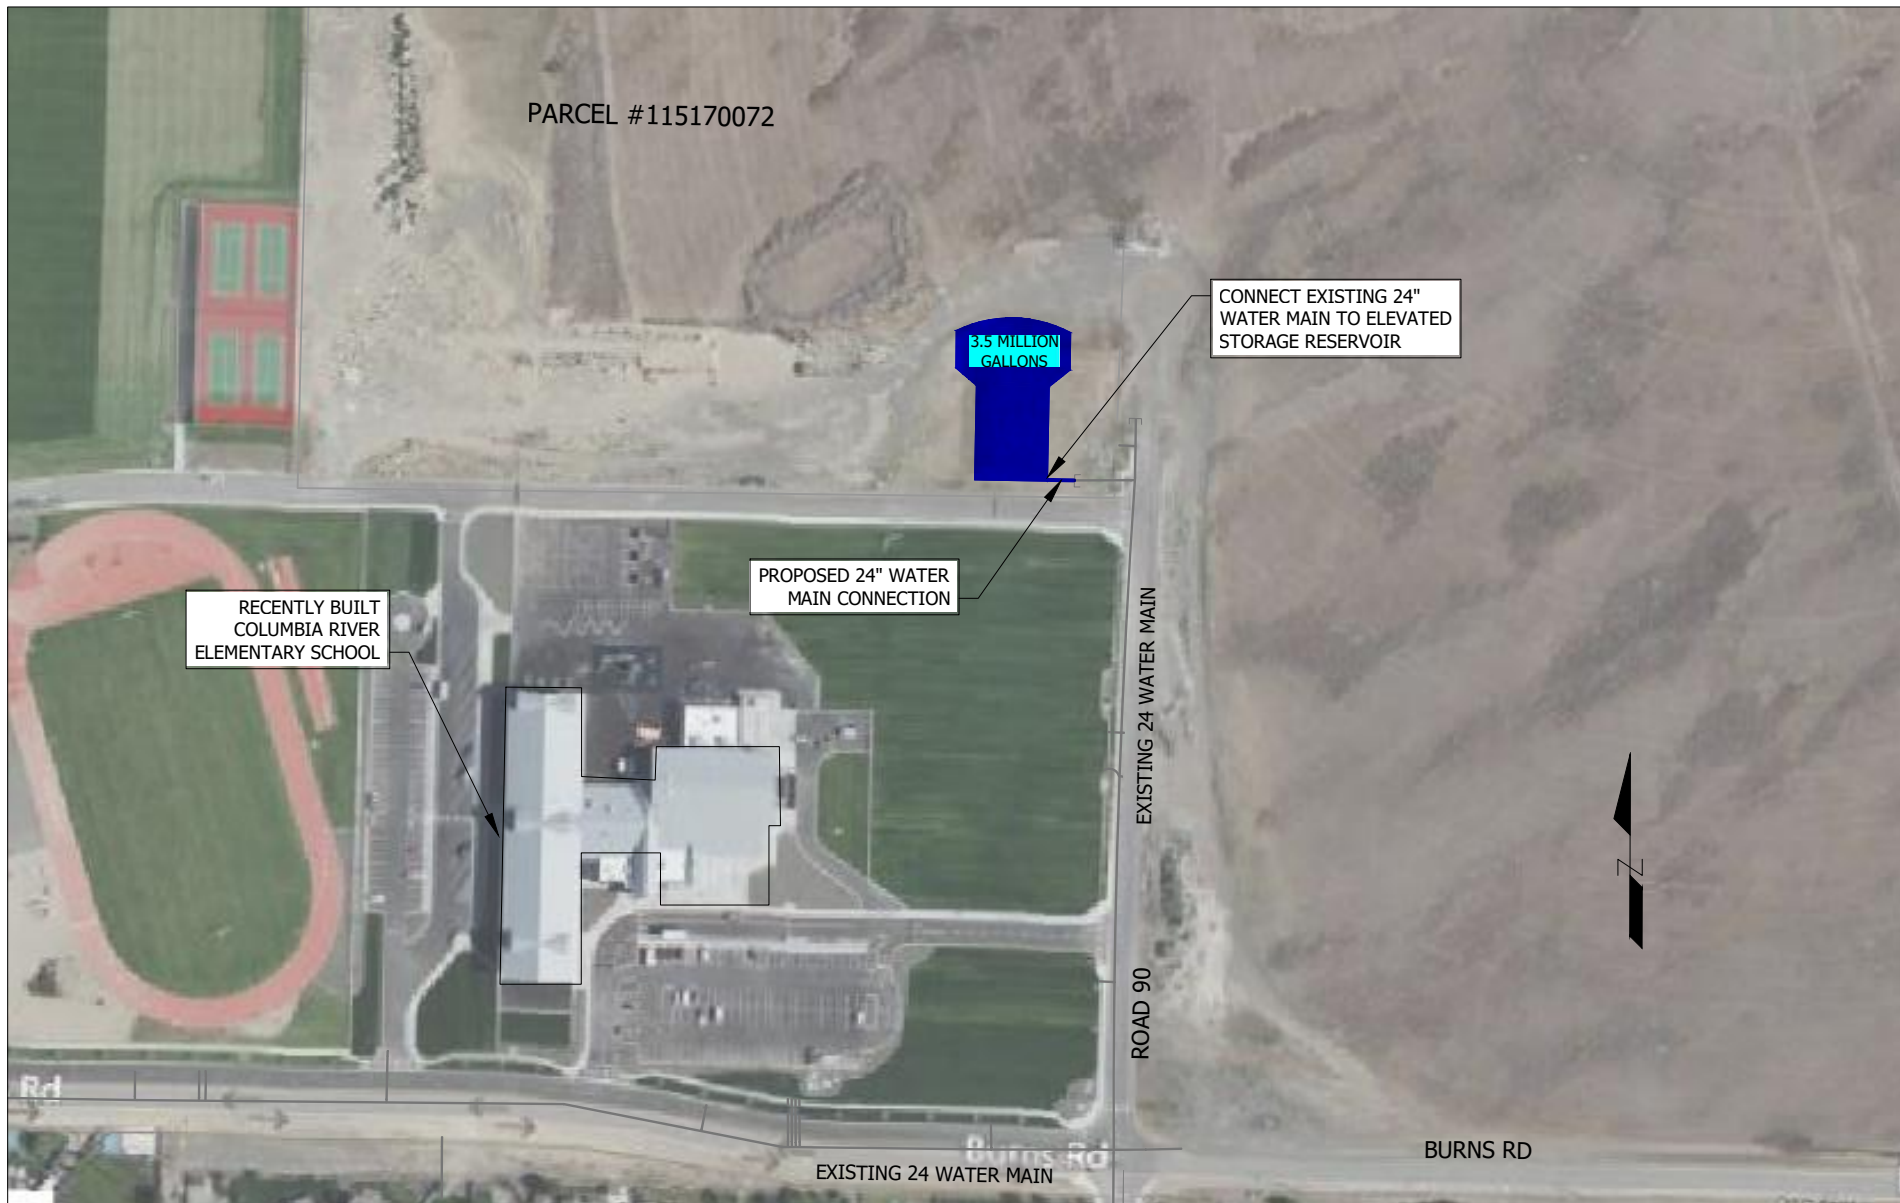 PARCEL #115170072
CONNECT EXISTING 24"
WATER MAIN TO ELEVATED
STORAGE RESERVOIR
3.5 MILLION
GALLONS
PROPOSED 24" WATER
MAIN CONNECTION
RECENTLY BUILT
COLUMBIA RIVER
ELEMENTARY SCHOOL
EXISTING 24 WATER MAIN
Z
ROAD 90
Rd
Burns Rd
BURNS RD
EXISTING 24 WATER MAIN